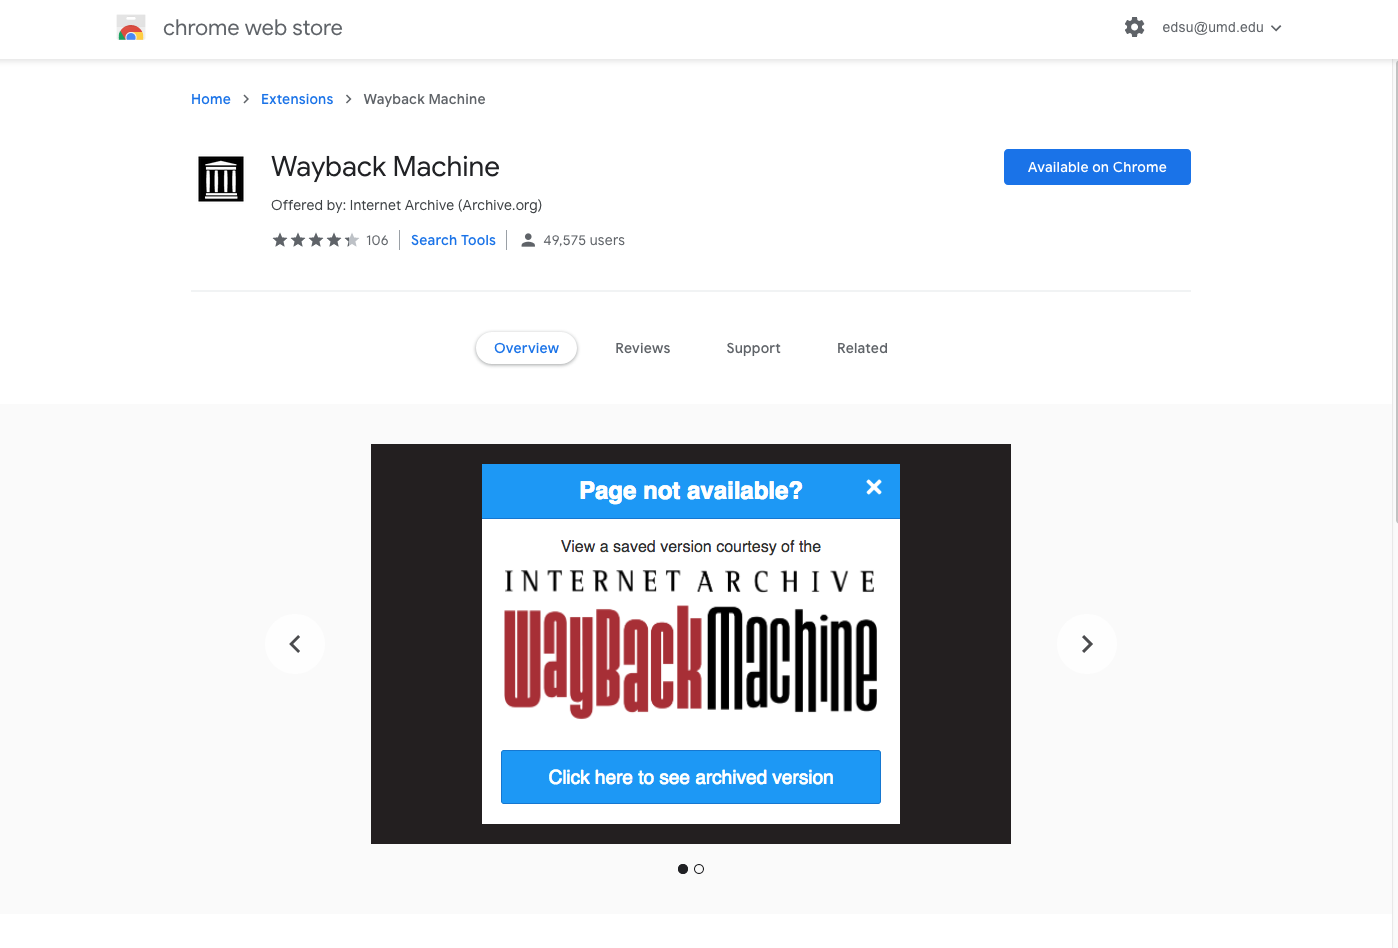 chrome web store
edsu@umd.edu
Home > Extensions > Wayback Machine
Wayback Machine
Available on Chrome
Offered by: Internet Archive (Archive.org)
106 Search Tools 49,575 users
Overview Reviews Support Related
Page not available?
View a saved version courtesy of the
INTERNET ARCHIVE
WayBackMachine
Click here to see archived version